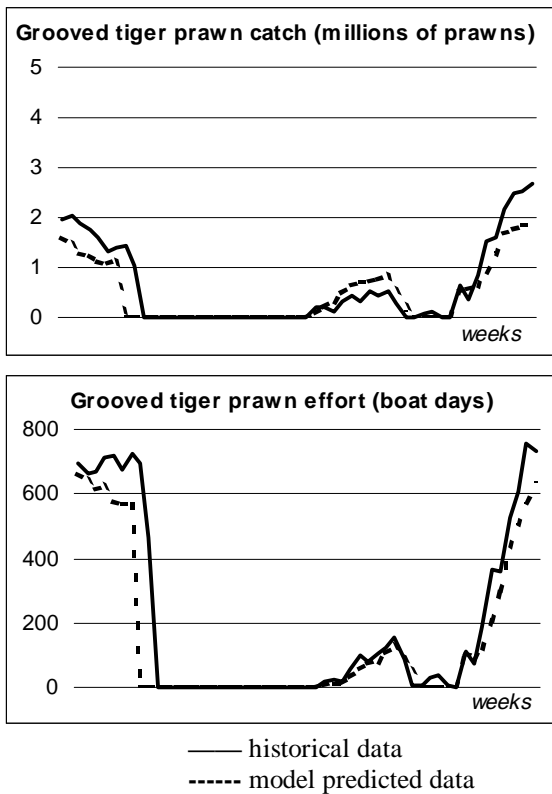 Grooved tiger prawn catch (millions of prawns)
5
4
3
2
1
0
weeks
Grooved tiger prawn effort (boat days)
800
600
400
200
0
weeks
historical data
model predicted data